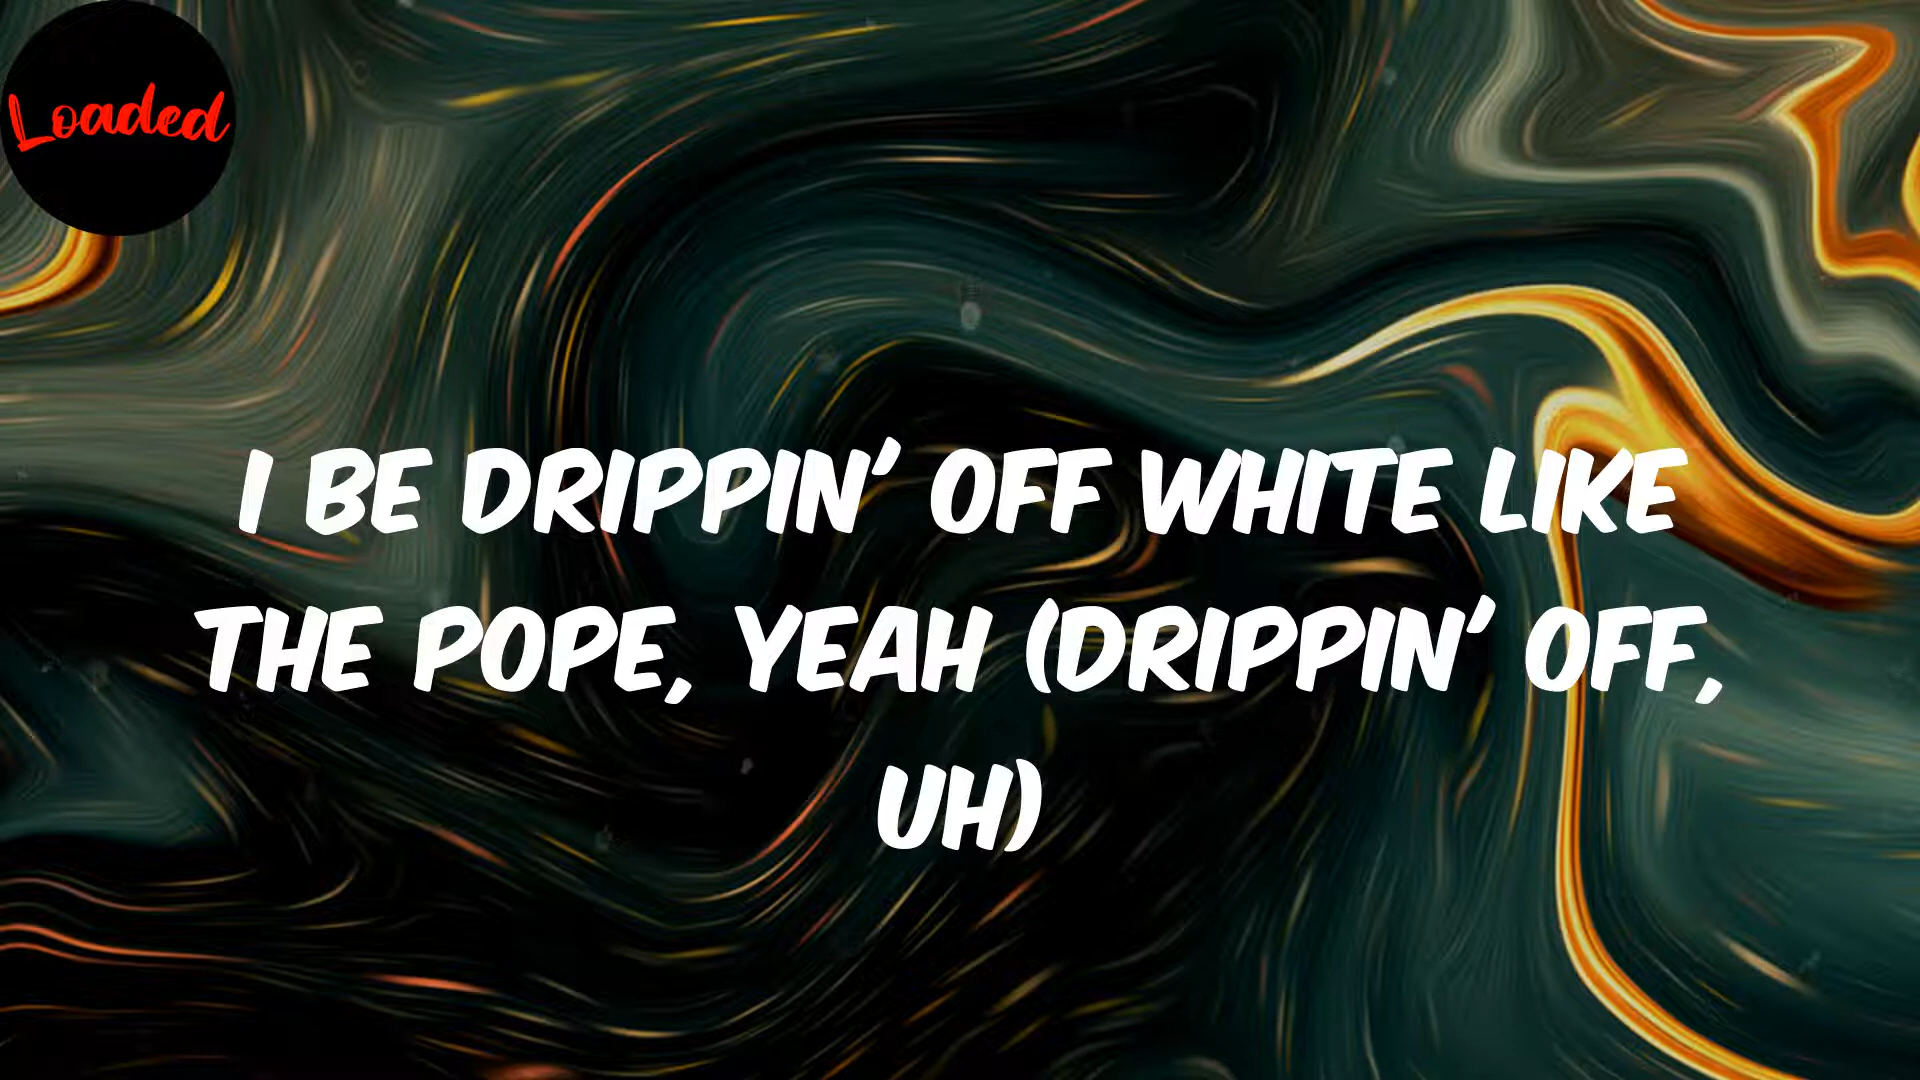 Loaded
I BE DRIPPIN' OFF WHITE LIKE
THE POPE, YEAH (DRIPPIN' OFF,
UH)